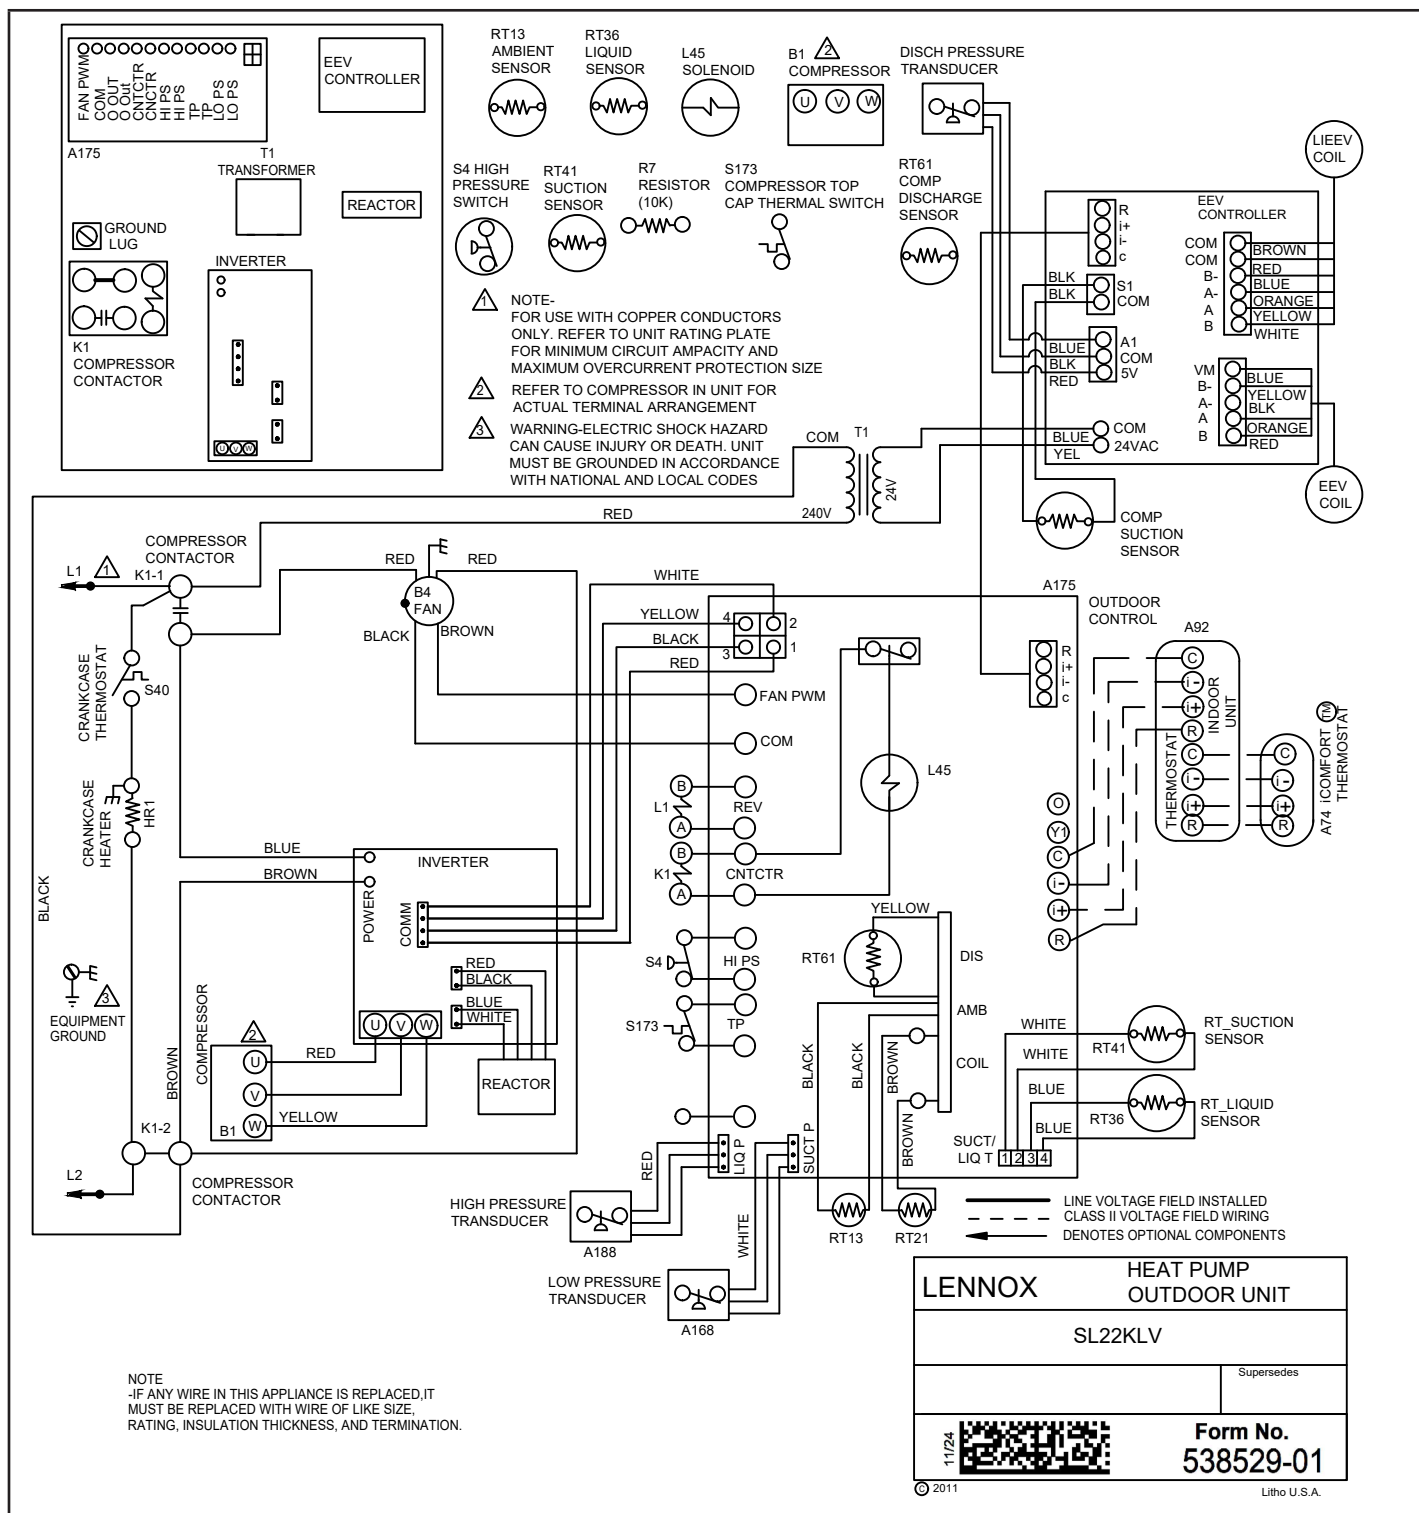 FAN PWM
COM
O OUT
O Out
CNTCTR
CNCTR
HI PS
HI PS
TP
TP
LO PS
LO PS
A175
EEV
CONTROLLER
T1
TRANSFORMER
REACTOR
GROUND
LUG
INVERTER
U V W
K1
COMPRESSOR
CONTACTOR
RT13
AMBIENT
SENSOR
RT36
LIQUID
SENSOR
L45
SOLENOID
B1 2
COMPRESSOR
U V W
DISCH PRESSURE
TRANSDUCER
S4 HIGH
PRESSURE
SWITCH
RT41
SUCTION
SENSOR
R7
RESISTOR
(10K)
S173
COMPRESSOR TOP
CAP THERMAL SWITCH
RT61
COMP
DISCHARGE
SENSOR
1 NOTE-
FOR USE WITH COPPER CONDUCTORS
ONLY. REFER TO UNIT RATING PLATE
FOR MINIMUM CIRCUIT AMPACITY AND
MAXIMUM OVERCURRENT PROTECTION SIZE
2 REFER TO COMPRESSOR IN UNIT FOR
ACTUAL TERMINAL ARRANGEMENT
3 WARNING-ELECTRIC SHOCK HAZARD
CAN CAUSE INJURY OR DEATH. UNIT
MUST BE GROUNDED IN ACCORDANCE
WITH NATIONAL AND LOCAL CODES
LIEEV
COIL
EEV
CONTROLLER
R
i+
i-
c
BLK S1
BLK COM
A1
BLUE COM
BLK 5V
RED
COM
BLUE 24VAC
YEL
COM
COM BROWN
B- RED
A- BLUE
A ORANGE
B YELLOW
WHITE
VM
B- BLUE
A- YELLOW
A BLK
B ORANGE
RED
EEV
COIL
COMP
SUCTION
SENSOR
COM T1
240V 24V
RED
COMPRESSOR
CONTACTOR
L1 1 K1-1
RED RED
B4
FAN
BLACK BROWN
WHITE
YELLOW
BLACK
RED
4 2
3 1
FAN PWM
COM
CRANKCASE
THERMOSTAT
S40
CRANKCASE
HEATER
HR1
BLACK
A175
OUTDOOR
CONTROL
R
i+
i-
c
L45
B
L1 REV
A
B
K1 CNTCTR
A
S4 HI PS
S173 TP
O
Y1
C
i-
i+
R
A92
C
i-
i+
R
C
i-
i+
R
INDOOR
UNIT
THERMOSTAT
C
i-
i+
R
A74 iCOMFORT TM
THERMOSTAT
BLUE
BROWN
INVERTER
POWER
COMM
RED
BLACK
BLUE
WHITE
U V W
REACTOR
EQUIPMENT
GROUND
3
COMPRESSOR
2
U
V
B1 W
RED
YELLOW
BROWN
K1-2
L2
COMPRESSOR
CONTACTOR
YELLOW
RT61
DIS
AMB
COIL
BLACK
BLACK
BROWN
BROWN
RT13
RT21
LIQ P
SUCT P
RED
WHITE
HIGH PRESSURE
TRANSDUCER
A188
LOW PRESSURE
TRANSDUCER
A168
WHITE
RT41
RT_SUCTION
SENSOR
WHITE
BLUE
RT36
RT_LIQUID
SENSOR
BLUE
SUCT/
LIQ T 1 2 3 4
LINE VOLTAGE FIELD INSTALLED
CLASS II VOLTAGE FIELD WIRING
DENOTES OPTIONAL COMPONENTS
NOTE
-IF ANY WIRE IN THIS APPLIANCE IS REPLACED,IT
MUST BE REPLACED WITH WIRE OF LIKE SIZE,
RATING, INSULATION THICKNESS, AND TERMINATION.
LENNOX
HEAT PUMP
OUTDOOR UNIT
SL22KLV
Supersedes
11/24
Form No.
538529-01
© 2011
Litho U.S.A.